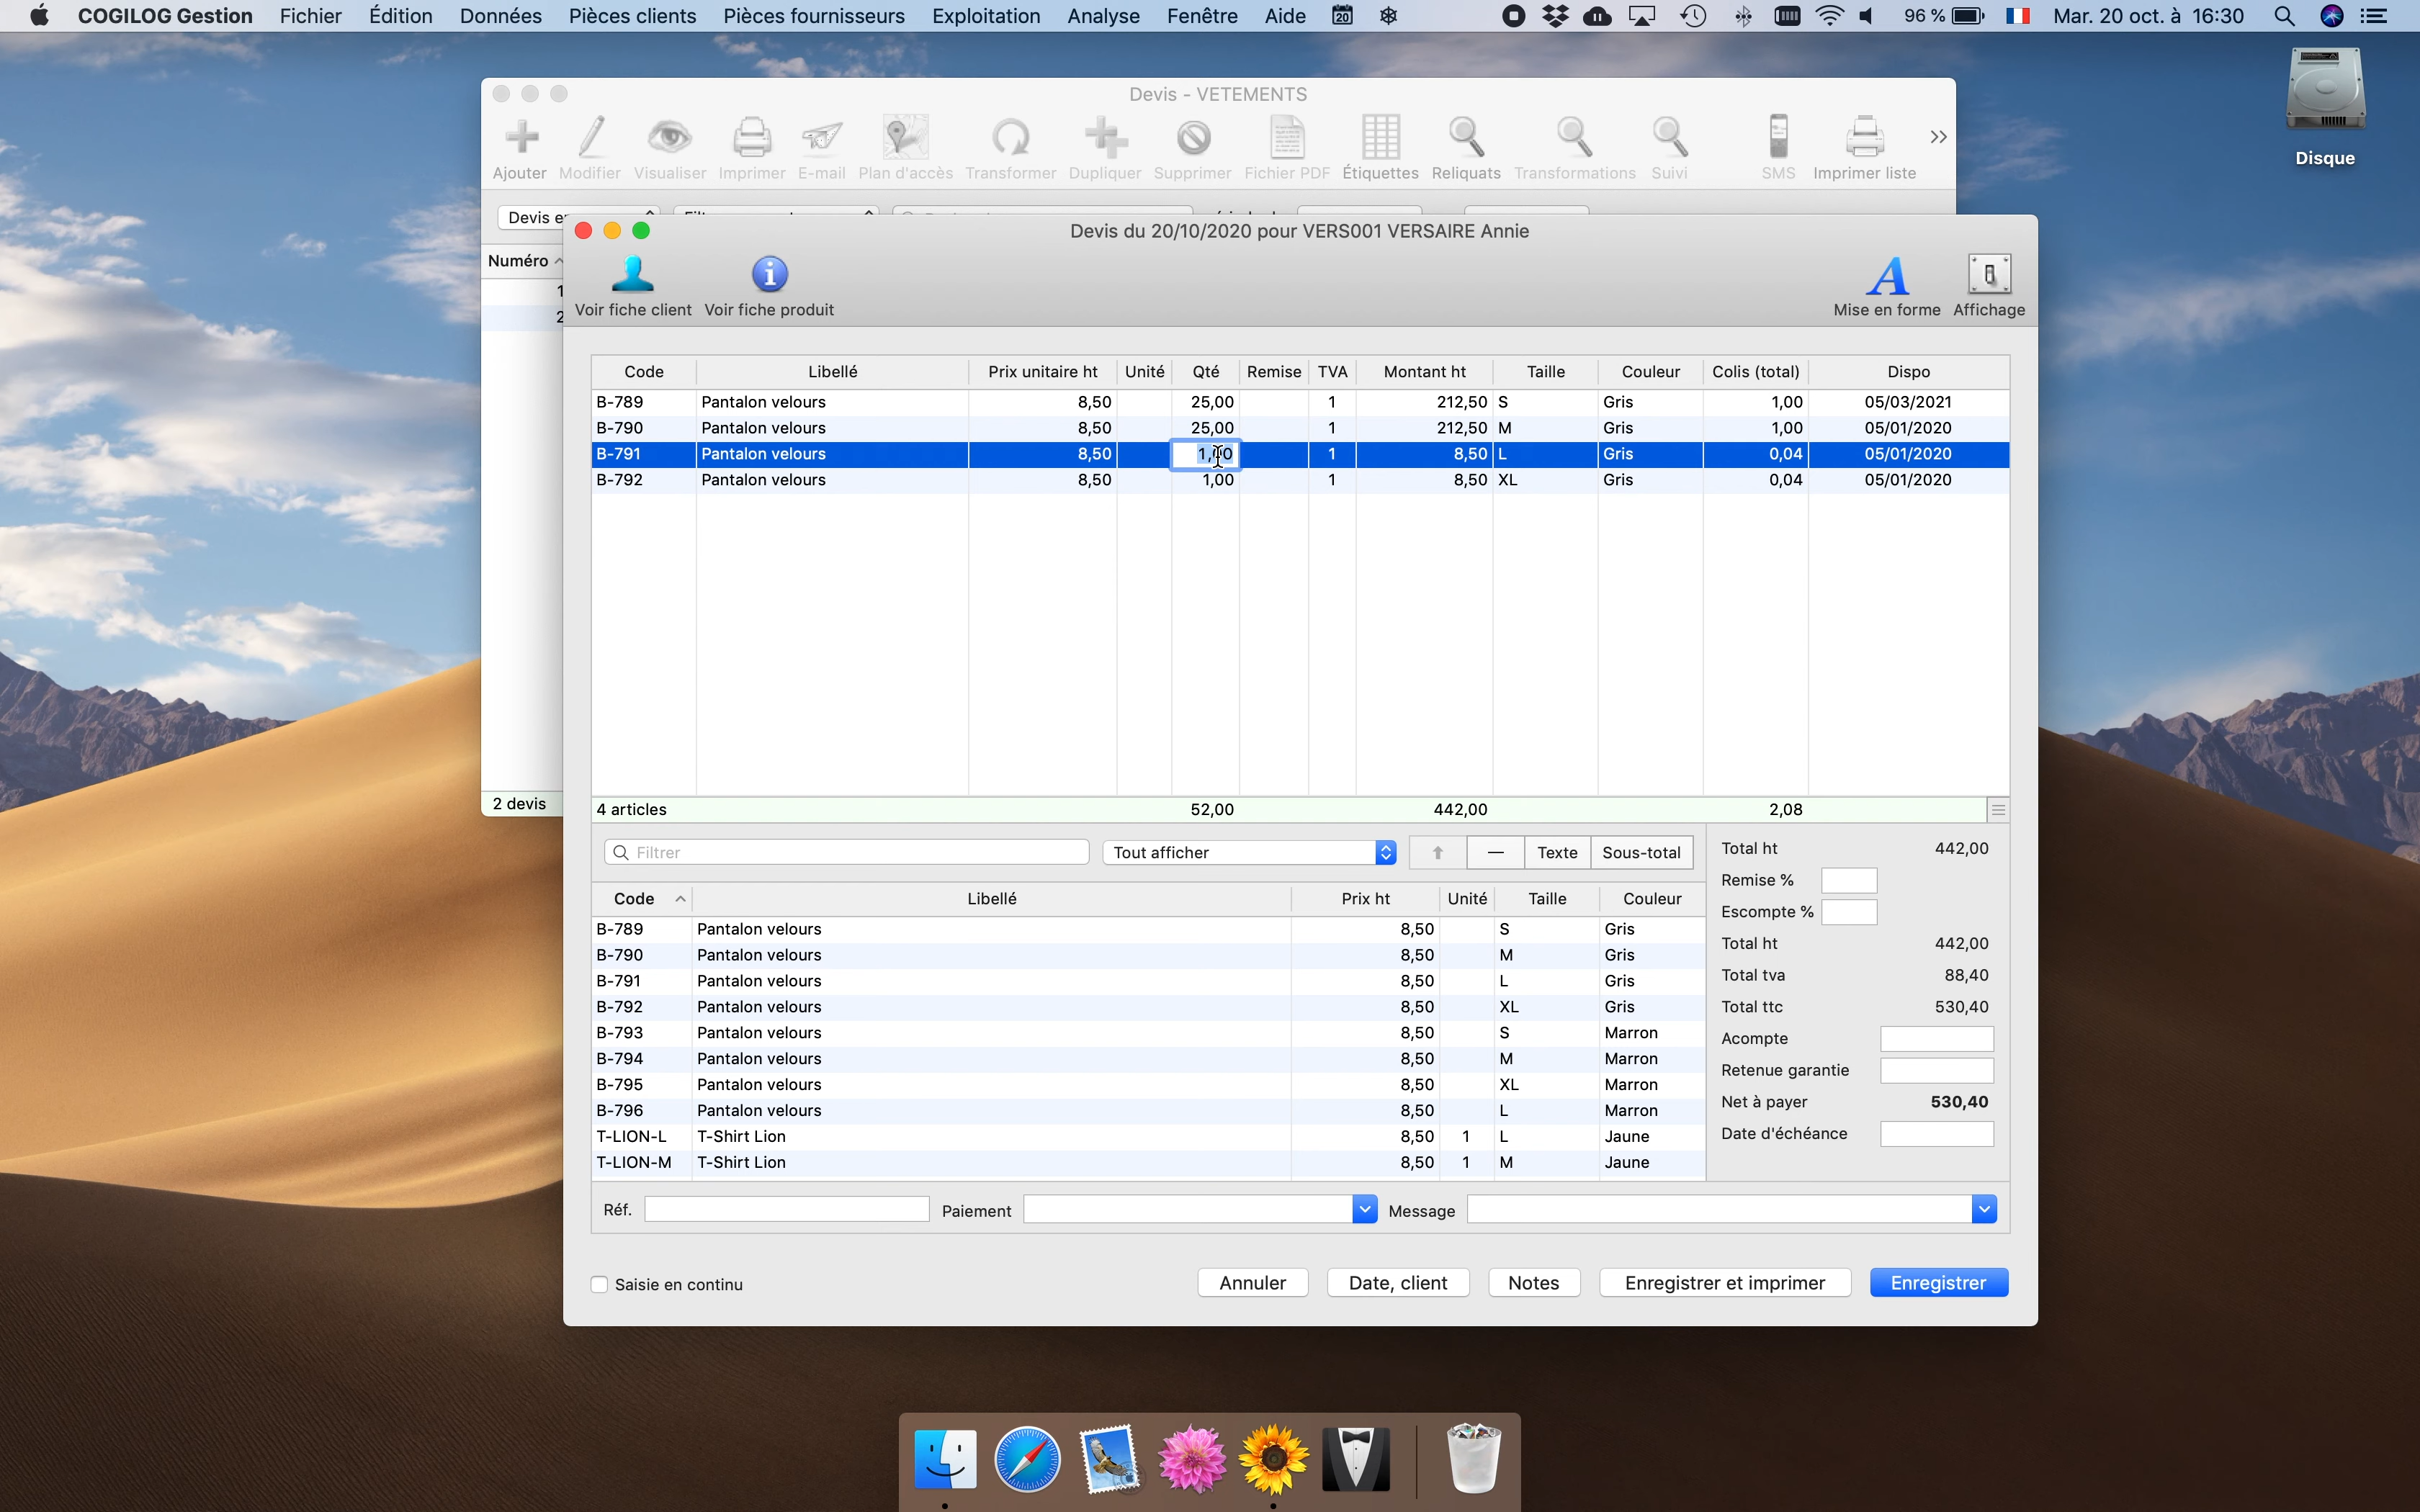 COGILOG Gestion Fichier Édition Données Pièces clients Pièces fournisseurs Exploitation Analyse Fenêtre Aide 20 96 % Mar. 20 oct. à 16:30
Disque
Devis - VETEMENTS
Ajouter Modifier Visualiser Imprimer E-mail Plan d'accès Transformer Dupliquer Supprimer Fichier PDF Étiquettes Reliquats Transformations Suivi SMS Imprimer liste
Devis
Numéro
1
2
2 devis
Devis du 20/10/2020 pour VERS001 VERSAIRE Annie
Voir fiche client Voir fiche produit Mise en forme Affichage
Code Libellé Prix unitaire ht Unité Qté Remise TVA Montant ht Taille Couleur Colis (total) Dispo
B-789 Pantalon velours 8,50 25,00 1 212,50 S Gris 1,00 05/03/2021
B-790 Pantalon velours 8,50 25,00 1 212,50 M Gris 1,00 05/01/2020
B-791 Pantalon velours 8,50 1,00 1 8,50 L Gris 0,04 05/01/2020
B-792 Pantalon velours 8,50 1,00 1 8,50 XL Gris 0,04 05/01/2020
4 articles 52,00 442,00 2,08
Filtrer Tout afficher — Texte Sous-total
Code Libellé Prix ht Unité Taille Couleur
B-789 Pantalon velours 8,50 S Gris
B-790 Pantalon velours 8,50 M Gris
B-791 Pantalon velours 8,50 L Gris
B-792 Pantalon velours 8,50 XL Gris
B-793 Pantalon velours 8,50 S Marron
B-794 Pantalon velours 8,50 M Marron
B-795 Pantalon velours 8,50 XL Marron
B-796 Pantalon velours 8,50 L Marron
T-LION-L T-Shirt Lion 8,50 1 L Jaune
T-LION-M T-Shirt Lion 8,50 1 M Jaune
Total ht 442,00
Remise %
Escompte %
Total ht 442,00
Total tva 88,40
Total ttc 530,40
Acompte
Retenue garantie
Net à payer 530,40
Date d'échéance
Réf. Paiement Message
Saisie en continu Annuler Date, client Notes Enregistrer et imprimer Enregistrer